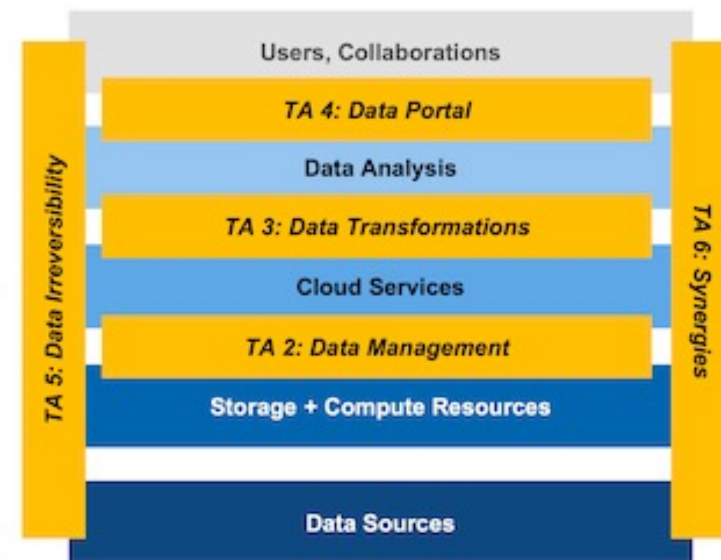 Users, Collaborations
TA 4: Data Portal
Data Analysis
TA 3: Data Transformations
Cloud Services
TA 2: Data Management
Storage + Compute Resources
Data Sources
TA 5: Data Irreversibility
TA 6: Synergies